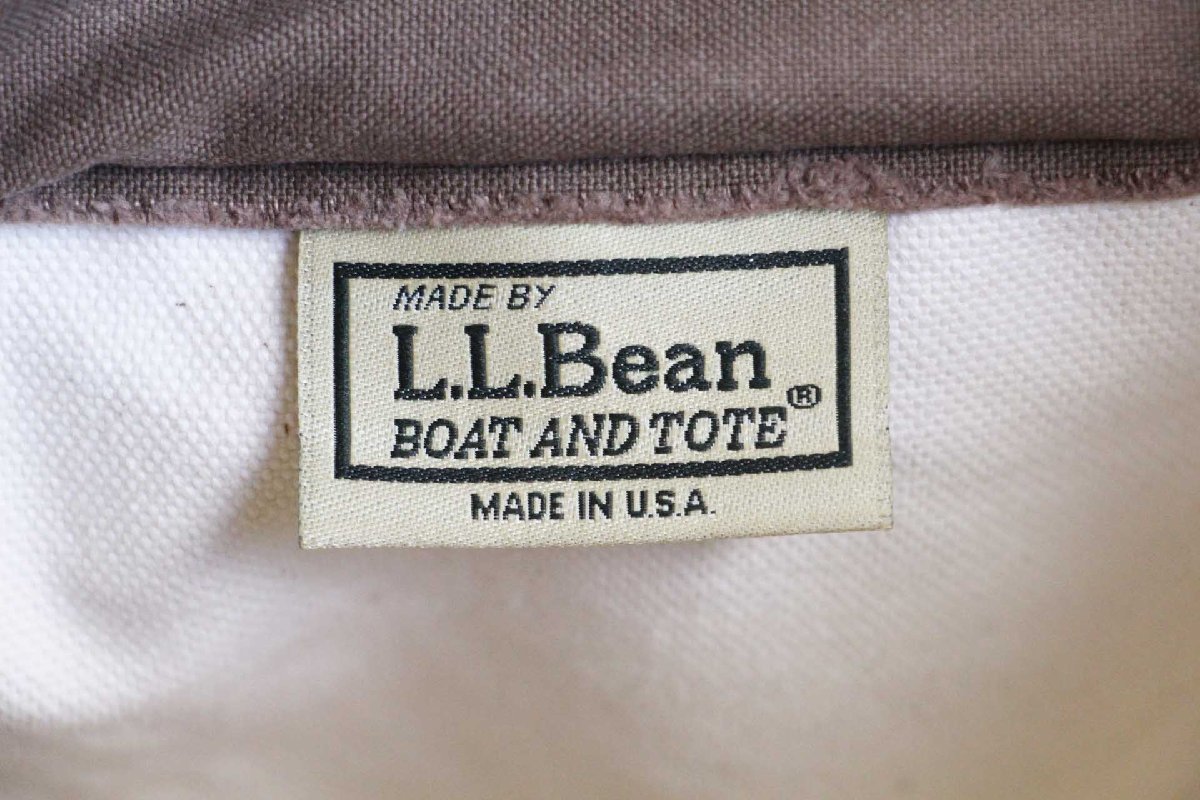 MADE BY
L.L.Bean
BOAT AND TOTE®
MADE IN U.S.A.